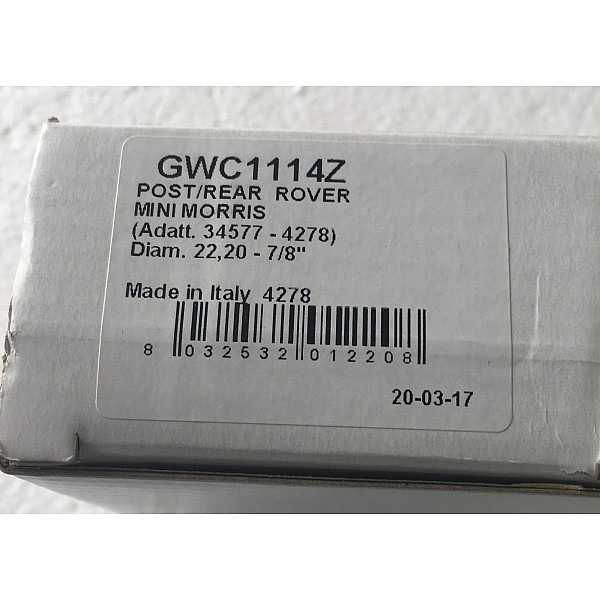 GWC1114Z
POST/REAR ROVER
MINI MORRIS
(Adatt. 34577 - 4278)
Diam. 22,20 - 7/8"
Made in Italy 4278
8 032532 012208
20-03-17